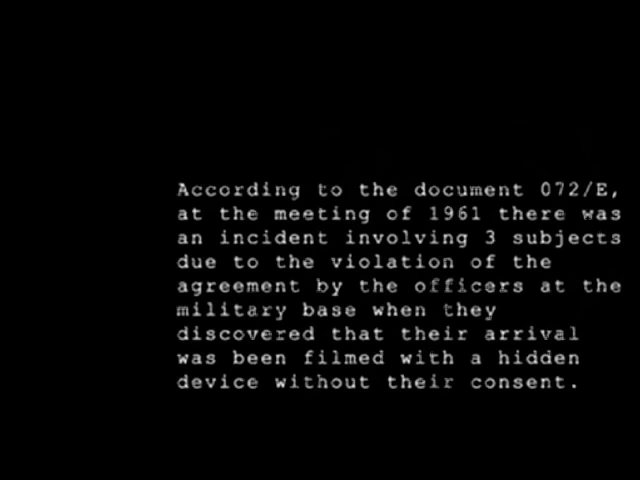 According to the document 072/E,
at the meeting of 1961 there was
an incident involving 3 subjects
due to the violation of the
agreement by the officers at the
military base when they
discovered that their arrival
was been filmed with a hidden
device without their consent.